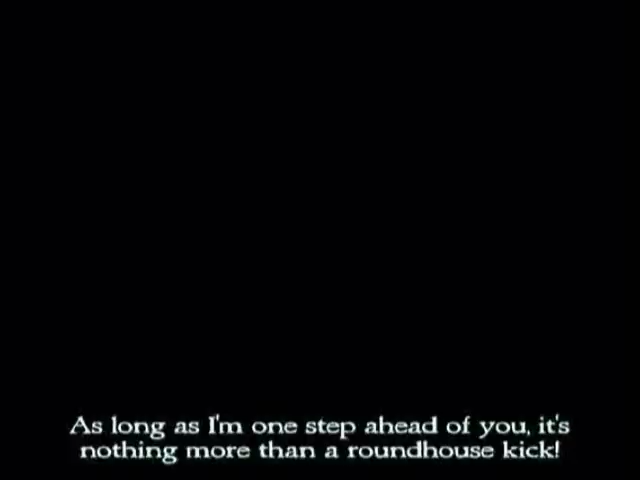 As long as I'm one step ahead of you, it's
nothing more than a roundhouse kick!